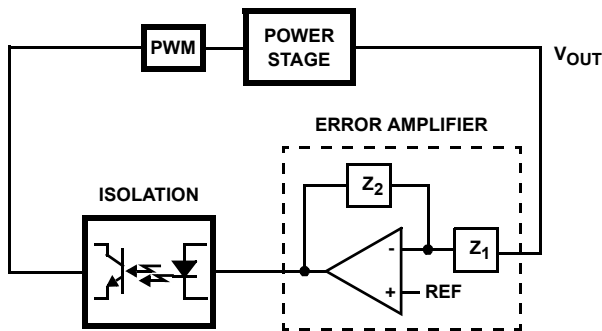 PWM
POWER
STAGE
VOUT
ERROR AMPLIFIER
ISOLATION
Z2
Z1
-
+
REF